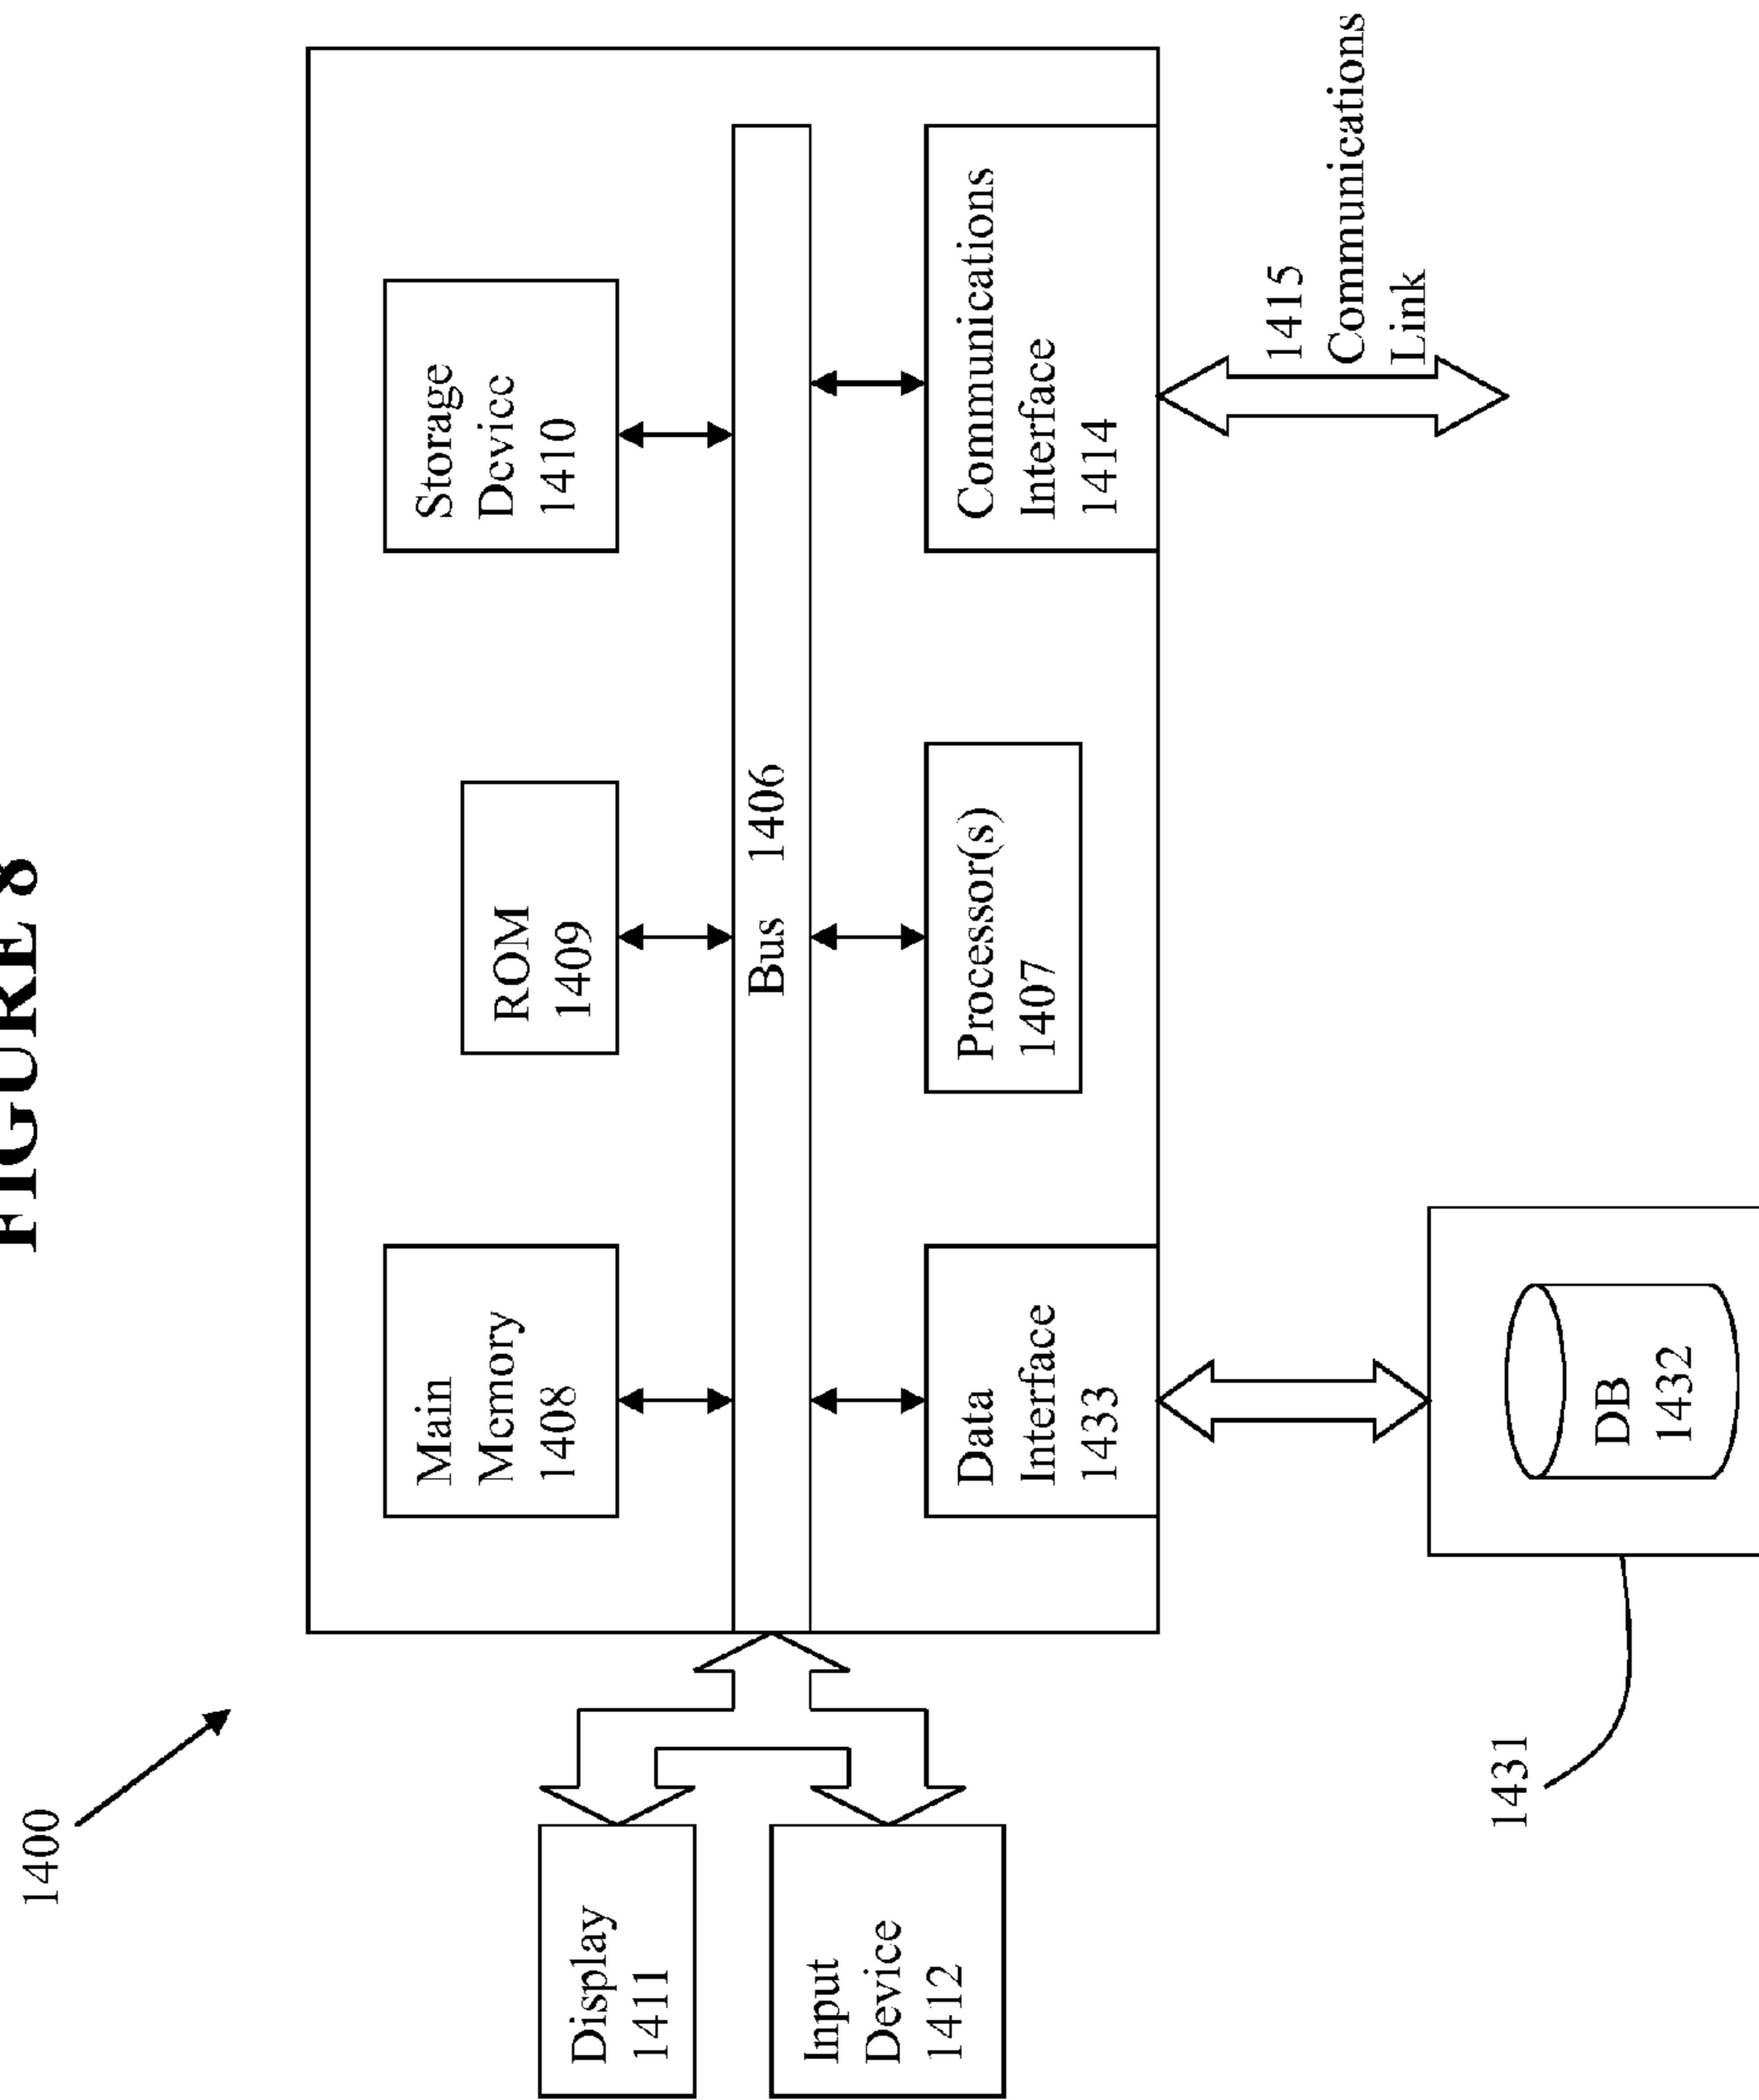 FIGURE 8
1400
Main
Memory
1408
ROM
1409
Storage
Device
1410
Bus 1406
Display
1411
Input
Device
1412
Data
Interface
1433
Processor(s)
1407
Communications
Interface
1414
1415
Communications
Link
1431
DB
1432